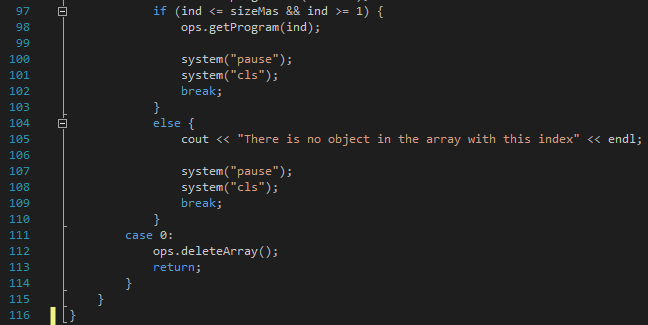 97 if (ind <= sizeMas && ind >= 1) {
98 ops.getProgram(ind);
99
100 system("pause");
101 system("cls");
102 break;
103 }
104 else {
105 cout << "There is no object in the array with this index" << endl;
106
107 system("pause");
108 system("cls");
109 break;
110 }
111 case 0:
112 ops.deleteArray();
113 return;
114 }
115 }
116 }